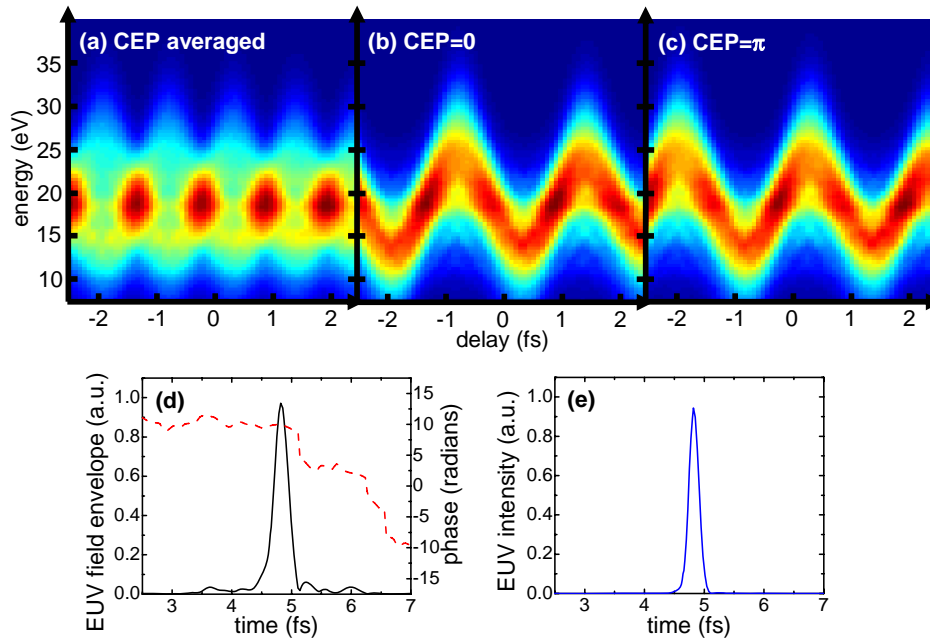 (a) CEP averaged
(b) CEP=0
(c) CEP=π
energy (eV)
35
30
25
20
15
10
-2 -1 0 1 2
-2 -1 0 1 2
-2 -1 0 1 2
delay (fs)
(d)
EUV field envelope (a.u.)
1.0
0.8
0.6
0.4
0.2
0.0
15
10
5
0
-5
-10
-15
phase (radians)
3 4 5 6 7
time (fs)
(e)
EUV intensity (a.u.)
1.0
0.8
0.6
0.4
0.2
0.0
3 4 5 6 7
time (fs)